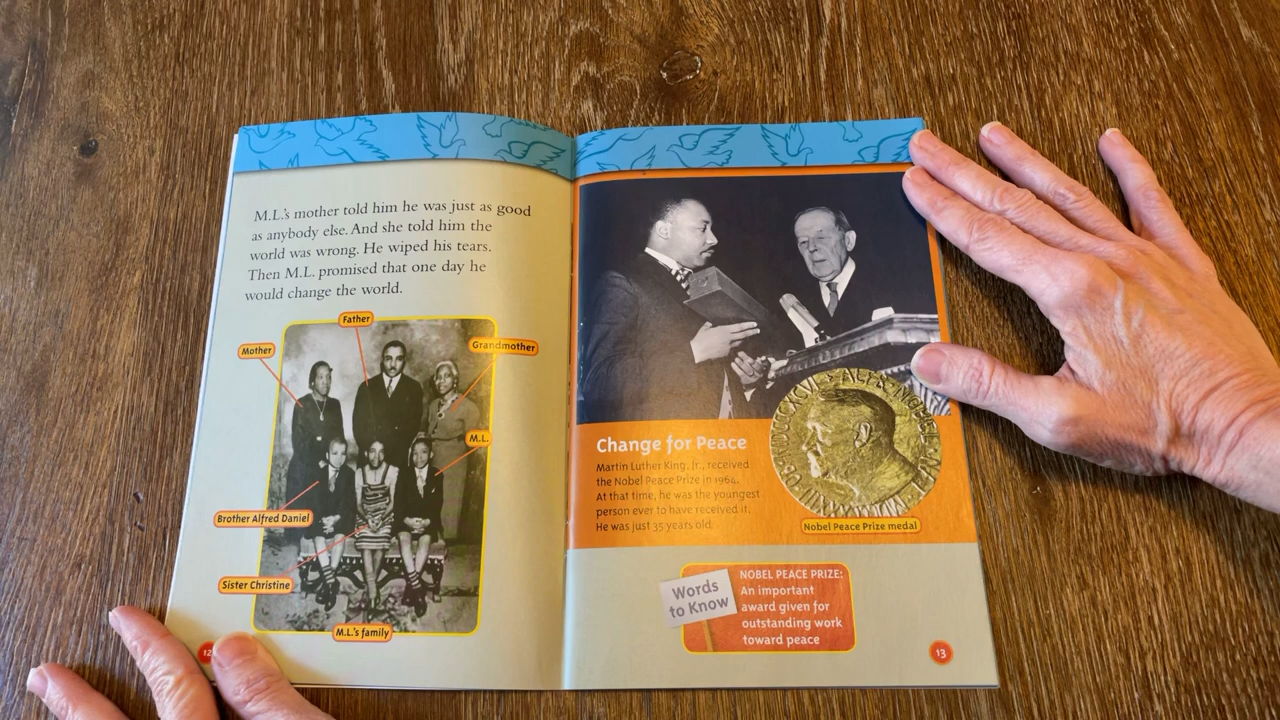 M.L.'s mother told him he was just as good
as anybody else. And she told him the
world was wrong. He wiped his tears.
Then M.L. promised that one day he
would change the world.
Father
Mother
Grandmother
M.L.
Brother Alfred Daniel
Sister Christine
M.L.'s family
12
Change for Peace
Martin Luther King, Jr., received
the Nobel Peace Prize in 1964.
At that time, he was the youngest
person ever to have received it.
He was just 35 years old.
Nobel Peace Prize medal
Words
to Know
NOBEL PEACE PRIZE:
An important
award given for
outstanding work
toward peace
13